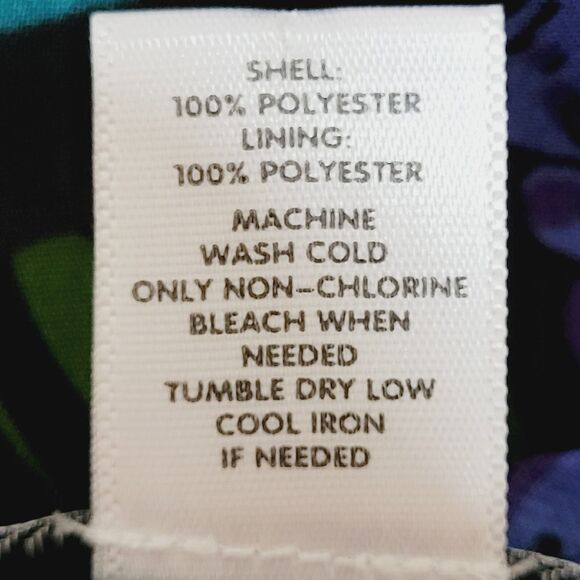 SHELL:
100% POLYESTER
LINING:
100% POLYESTER
MACHINE
WASH COLD
ONLY NON-CHLORINE
BLEACH WHEN
NEEDED
TUMBLE DRY LOW
COOL IRON
IF NEEDED